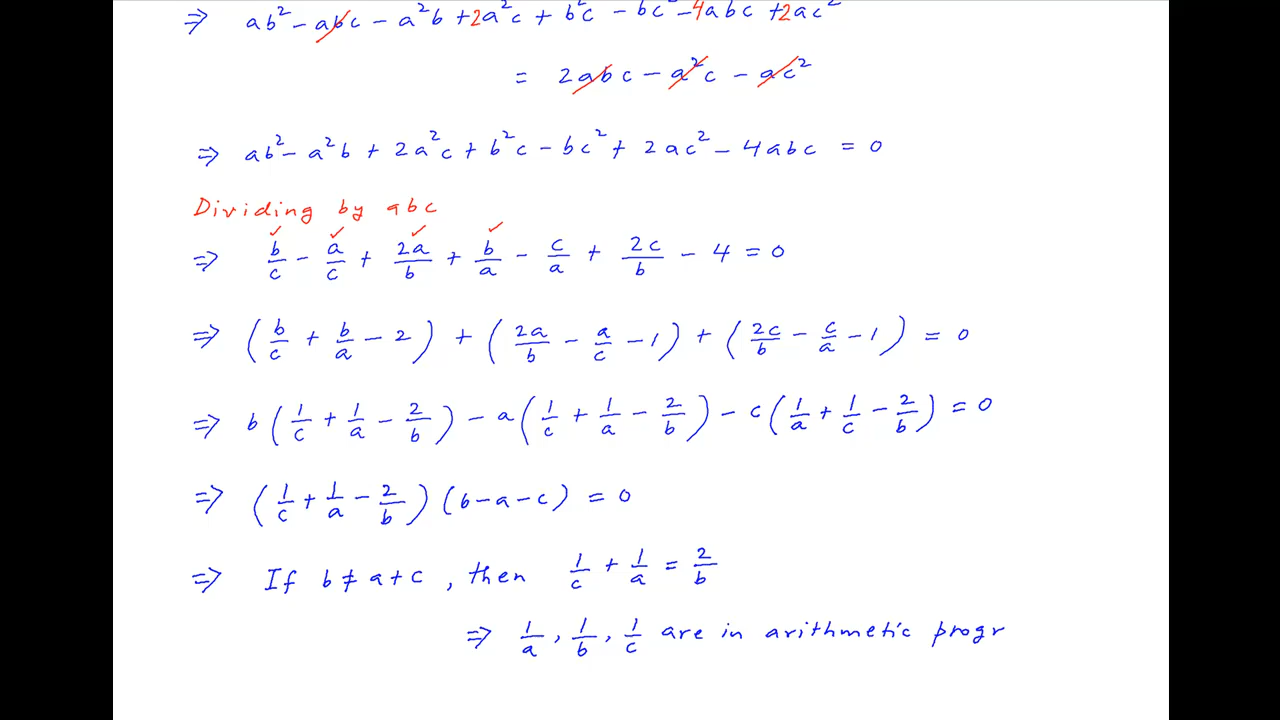 ⇒ ab² − abc − a²b + 2a²c + b²c − bc² − 4abc + 2ac²
= 2abc − a²c − ac²
⇒ ab² − a²b + 2a²c + b²c − bc² + 2ac² − 4abc = 0
Dividing by abc
⇒ b/c − a/c + 2a/b + b/a − c/a + 2c/b − 4 = 0
⇒ (b/c + b/a − 2) + (2a/b − a/c − 1) + (2c/b − c/a − 1) = 0
⇒ b(1/c + 1/a − 2/b) − a(1/c + 1/a − 2/b) − c(1/a + 1/c − 2/b) = 0
⇒ (1/c + 1/a − 2/b)(b − a − c) = 0
⇒ If b ≠ a + c, then 1/c + 1/a = 2/b
⇒ 1/a, 1/b, 1/c are in arithmetic progr